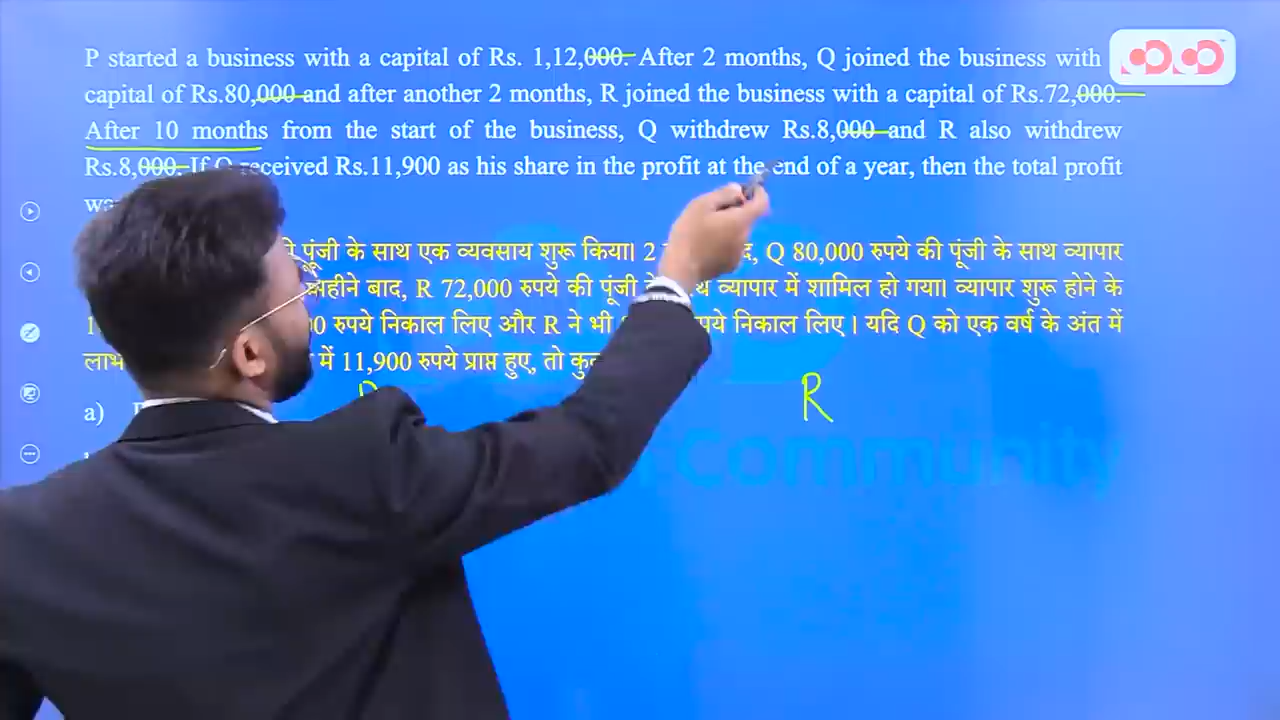 P started a business with a capital of Rs. 1,12,000. After 2 months, Q joined the business with
capital of Rs.80,000 and after another 2 months, R joined the business with a capital of Rs.72,000.
After 10 months from the start of the business, Q withdrew Rs.8,000 and R also withdrew
Rs.8,000. If Q received Rs.11,900 as his share in the profit at the end of a year, then the total profit
पूंजी के साथ एक व्यवसाय शुरू किया। 2 Q 80,000 रुपये की पूंजी के साथ व्यापार
महीने बाद, R 72,000 रुपये की पूंजी व्यापार में शामिल हो गया। व्यापार शुरू होने के
रुपये निकाल लिए और R ने भी निकाल लिए । यदि Q को एक वर्ष के अंत में
लाभ में 11,900 रुपये प्राप्त हुए, तो
a) R
Community